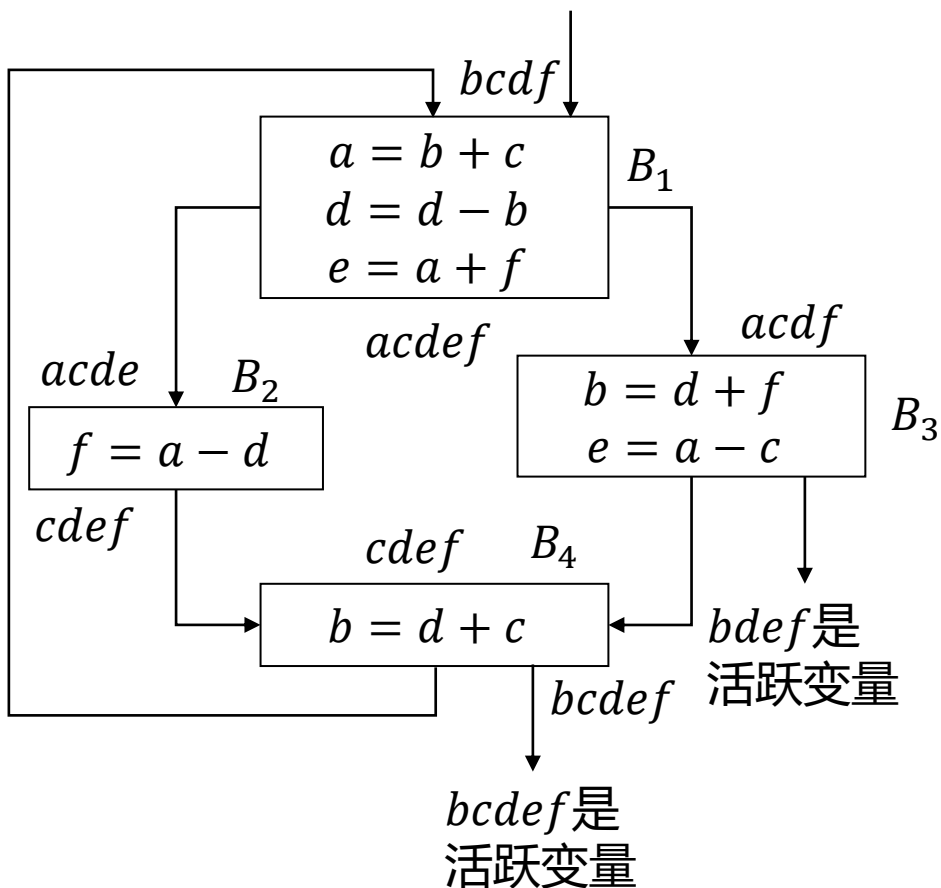 bcdf
a = b + c
d = d − b
e = a + f
B₁
acdef
acdf
acde
B₂
f = a − d
b = d + f
e = a − c
B₃
cdef
cdef
B₄
b = d + c
bdef是
活跃变量
bcdef
bcdef是
活跃变量